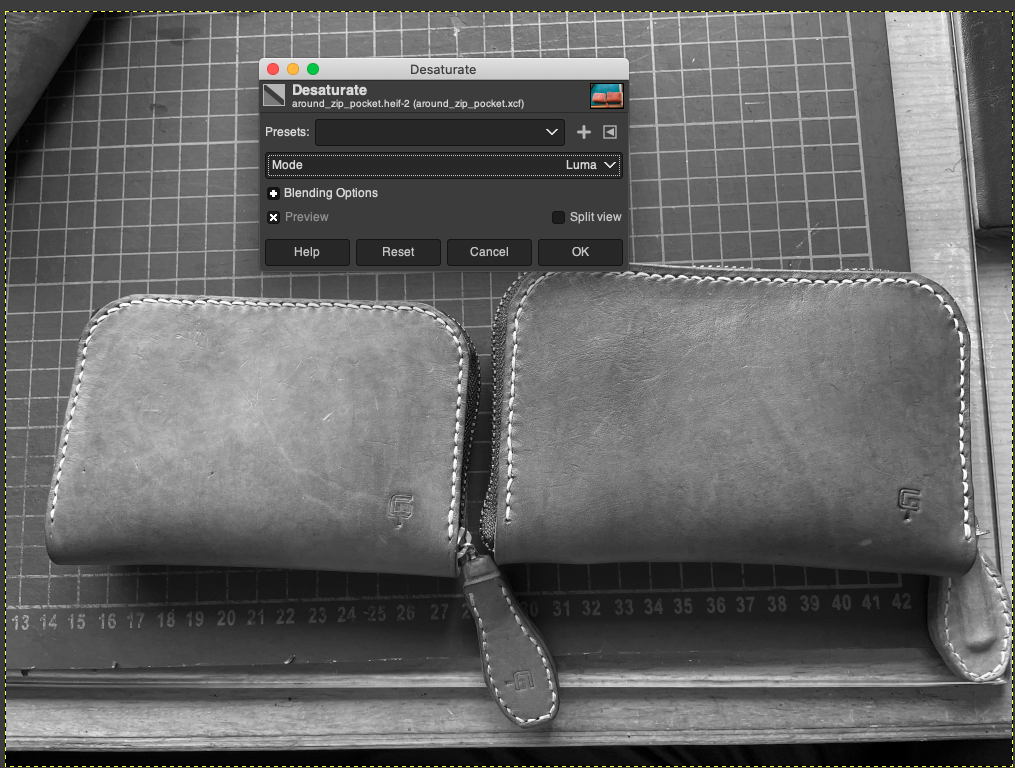 Desaturate
Desaturate
around_zip_pocket.heif-2 (around_zip_pocket.xcf)
Presets:
Mode Luma
Blending Options
Preview Split view
Help Reset Cancel OK
13 14 15 16 17 18 19 20 21 22 23 24 25 26 27 30 31 32 33 34 35 36 37 38 39 40 41 42